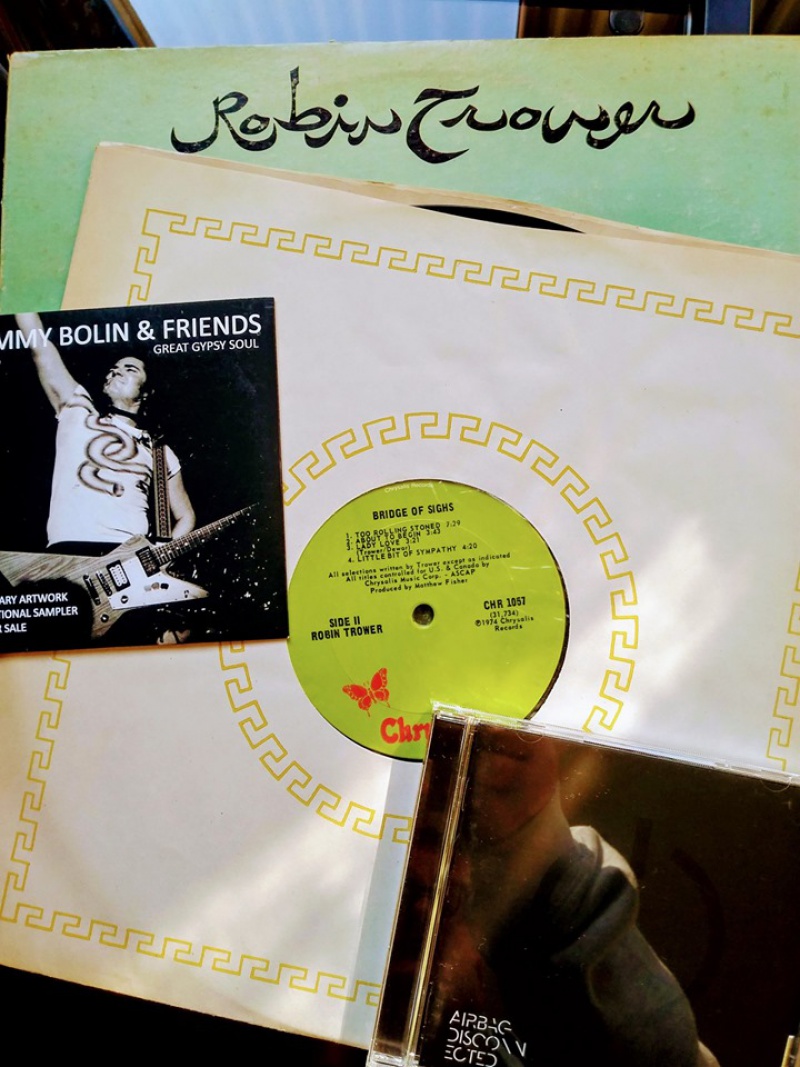 Robin Trower
MMY BOLIN & FRIENDS
GREAT GYPSY SOUL
ARY ARTWORK
TIONAL SAMPLER
R SALE
Chrysalis Records
BRIDGE OF SIGHS
1. TOO ROLLING STONED 7:29
2. ABOUT TO BEGIN 3:43
3. LADY LOVE 3:21
(Trower/Dewar)
4. LITTLE BIT OF SYMPATHY 4:20
All selections written by Trower except as indicated
All titles controlled for U.S. & Canada by
Chrysalis Music Corp. - ASCAP
Produced by Matthew Fisher
SIDE II
ROBIN TROWER
CHR 1057
(31,734)
℗1974 Chrysalis
Records
Chry
AIRBAG
DISCONN
ECTED